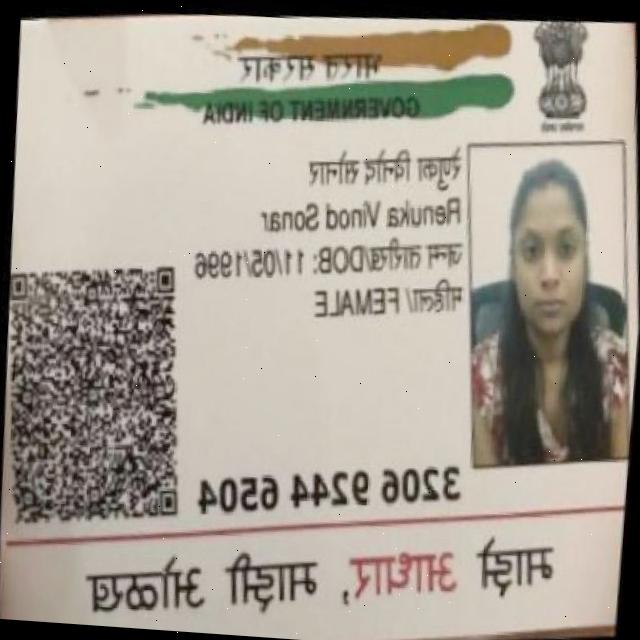 भारत सरकार
GOVERNMENT OF INDIA
रेणुका विनोद सोनार
Renuka Vinod Sonar
जन्म तारीख/DOB: 11/05/1996
महिला/ FEMALE
3206 9244 6504
माझे आधार, माझी ओळख